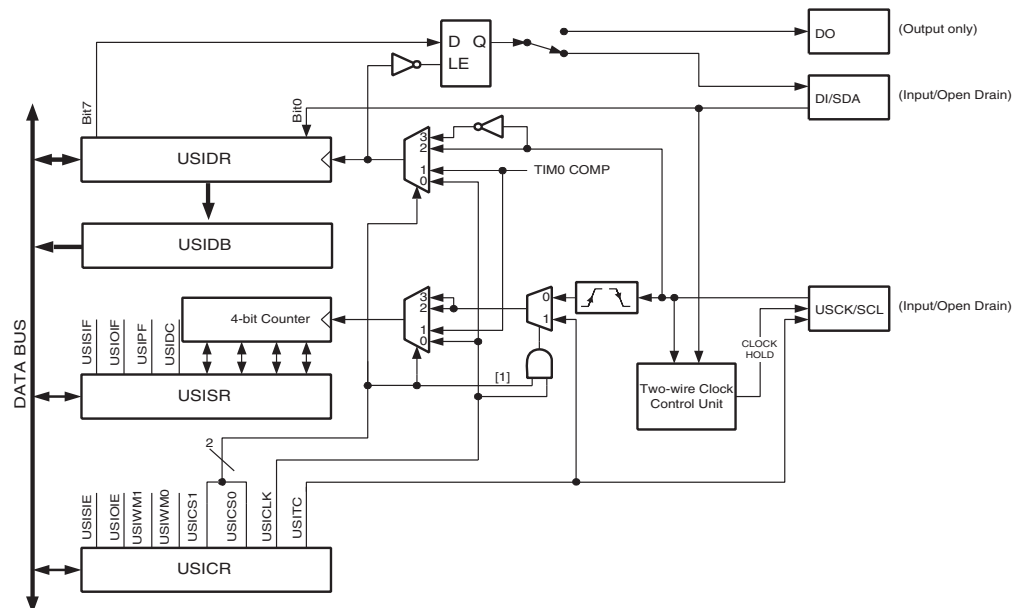 D Q
LE
DO
(Output only)
DI/SDA
(Input/Open Drain)
Bit7
Bit0
USIDR
3
2
1
0
TIM0 COMP
USIDB
4-bit Counter
3
2
1
0
0
1
USCK/SCL
(Input/Open Drain)
CLOCK
HOLD
[1]
Two-wire Clock
Control Unit
USISIF
USIOIF
USIPF
USIDC
USISR
DATA BUS
2
USISIE
USIOIE
USIWM1
USIWM0
USICS1
USICS0
USICLK
USITC
USICR